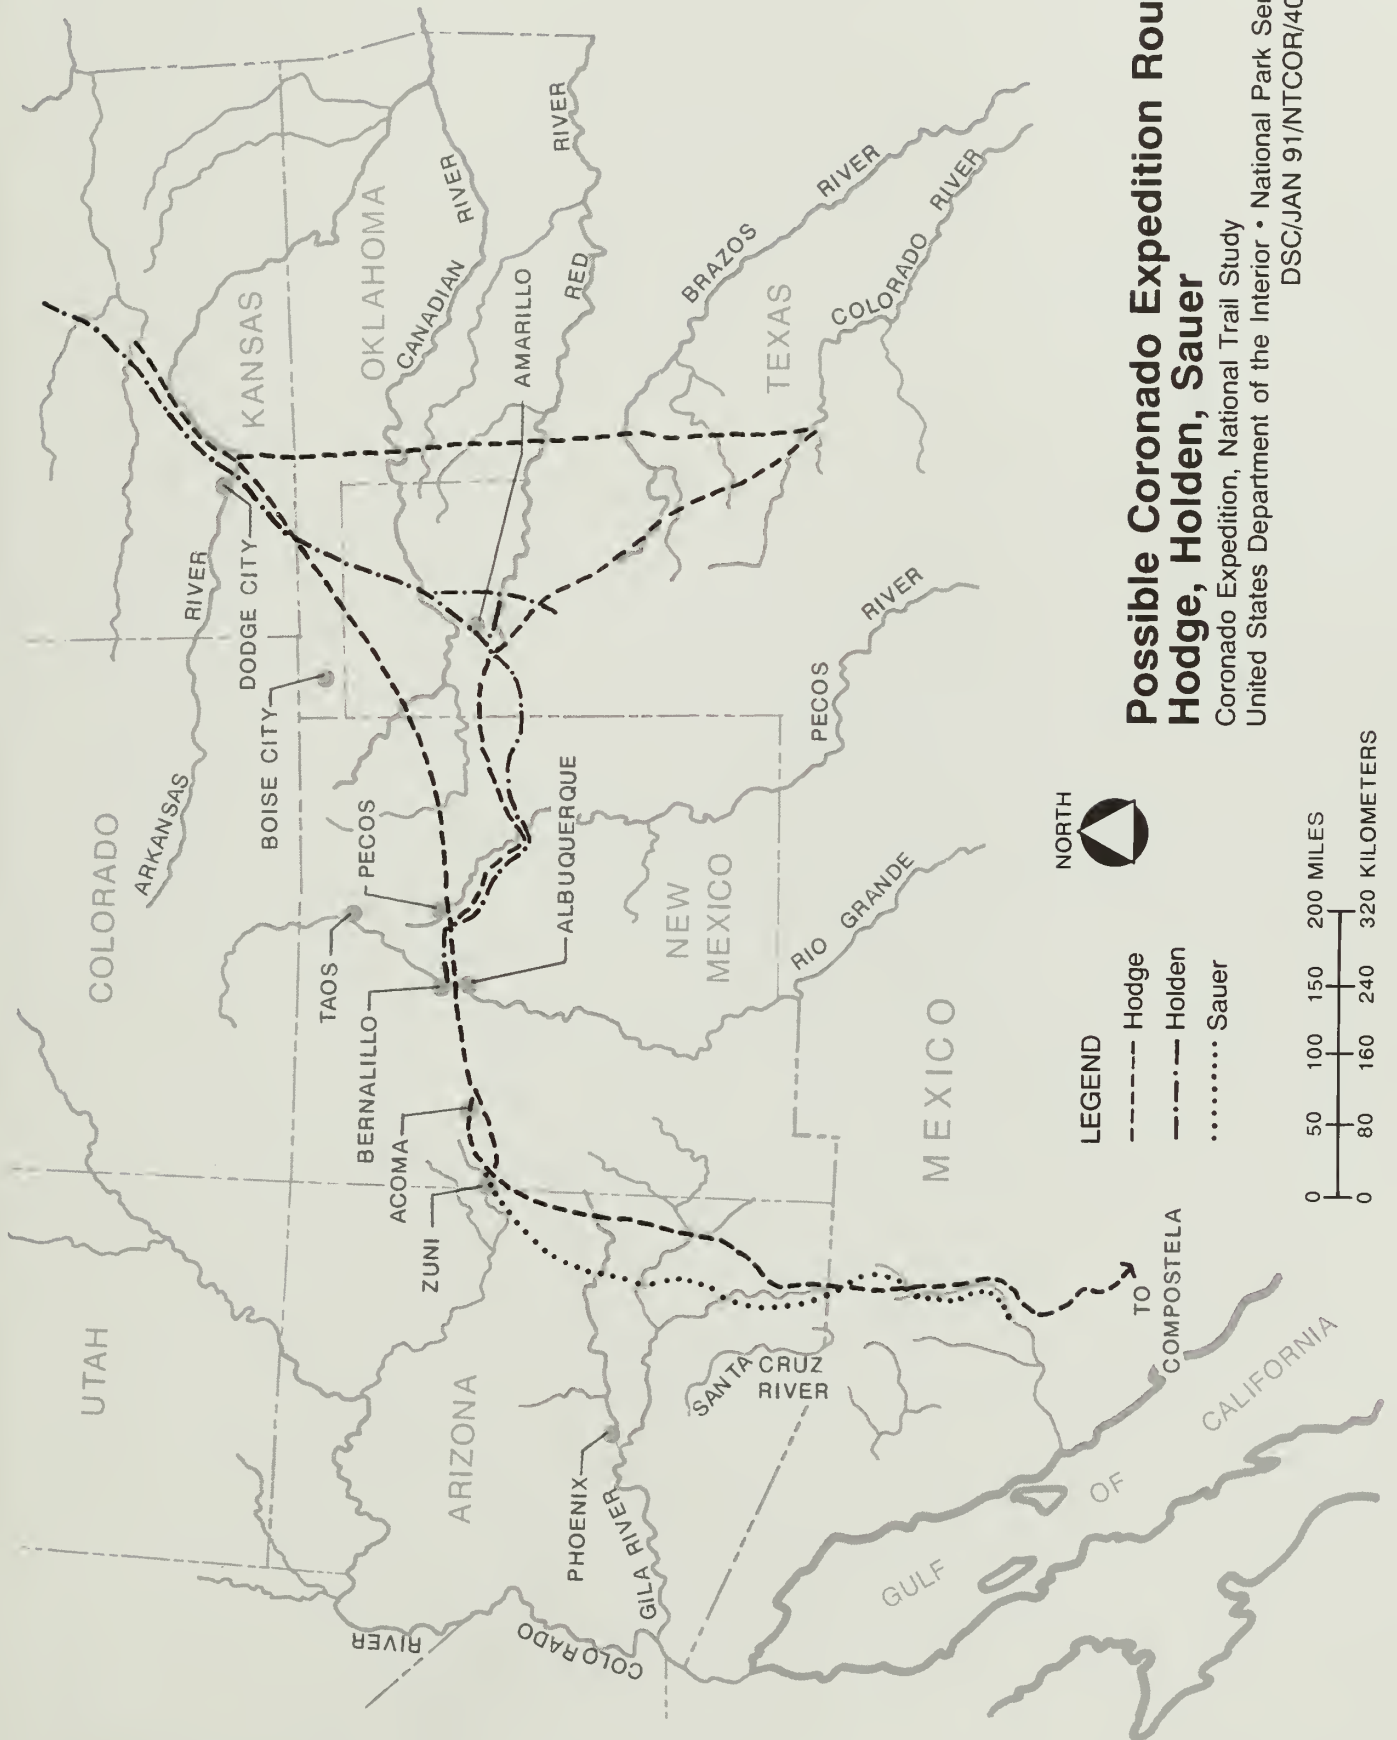 UTAH
COLORADO
KANSAS
OKLAHOMA
ARIZONA
NEW
MEXICO
TEXAS
MEXICO
ARKANSAS
RIVER
DODGE CITY
BOISE CITY
TAOS
PECOS
BERNALILLO
ALBUQUERQUE
ACOMA
ZUNI
AMARILLO
CANADIAN
RIVER
RED
RIVER
BRAZOS
RIVER
COLORADO
RIVER
PECOS
RIVER
RIO GRANDE
PHOENIX
GILA RIVER
SANTA CRUZ
RIVER
COLORADO
RIVER
GULF
OF
CALIFORNIA
TO
COMPOSTELA
LEGEND
Hodge
Holden
Sauer
NORTH
0 50 100 150 200 MILES
0 80 160 240 320 KILOMETERS
Possible Coronado Expedition Rou
Hodge, Holden, Sauer
Coronado Expedition, National Trail Study
United States Department of the Interior • National Park Ser
DSC/JAN 91/NTCOR/40